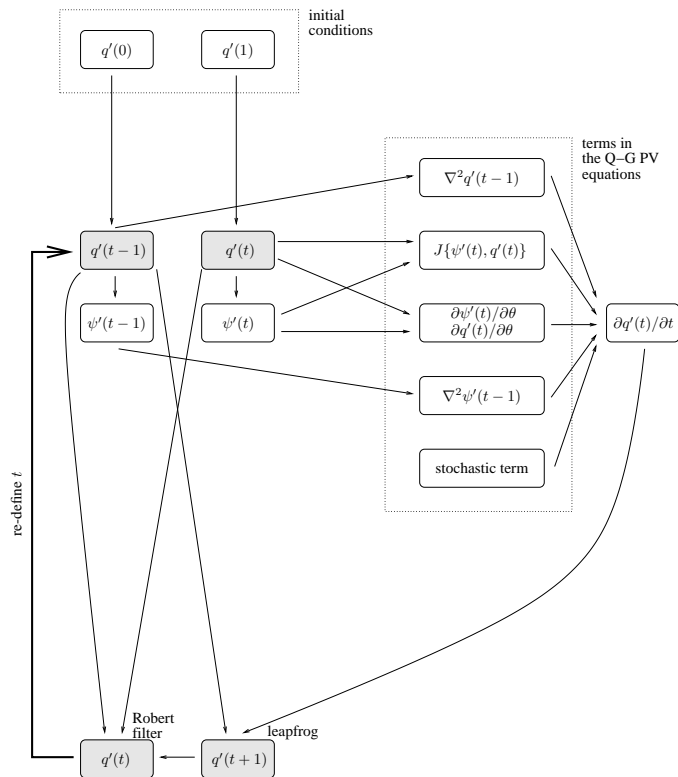 initial
conditions
q′(0)
q′(1)
terms in
the Q–G PV
equations
∇²q′(t−1)
q′(t−1)
q′(t)
J{ψ′(t), q′(t)}
ψ′(t−1)
ψ′(t)
∂ψ′(t)/∂θ
∂q′(t)/∂θ
∂q′(t)/∂t
∇²ψ′(t−1)
stochastic term
re-define t
Robert
filter
leapfrog
q′(t)
q′(t+1)